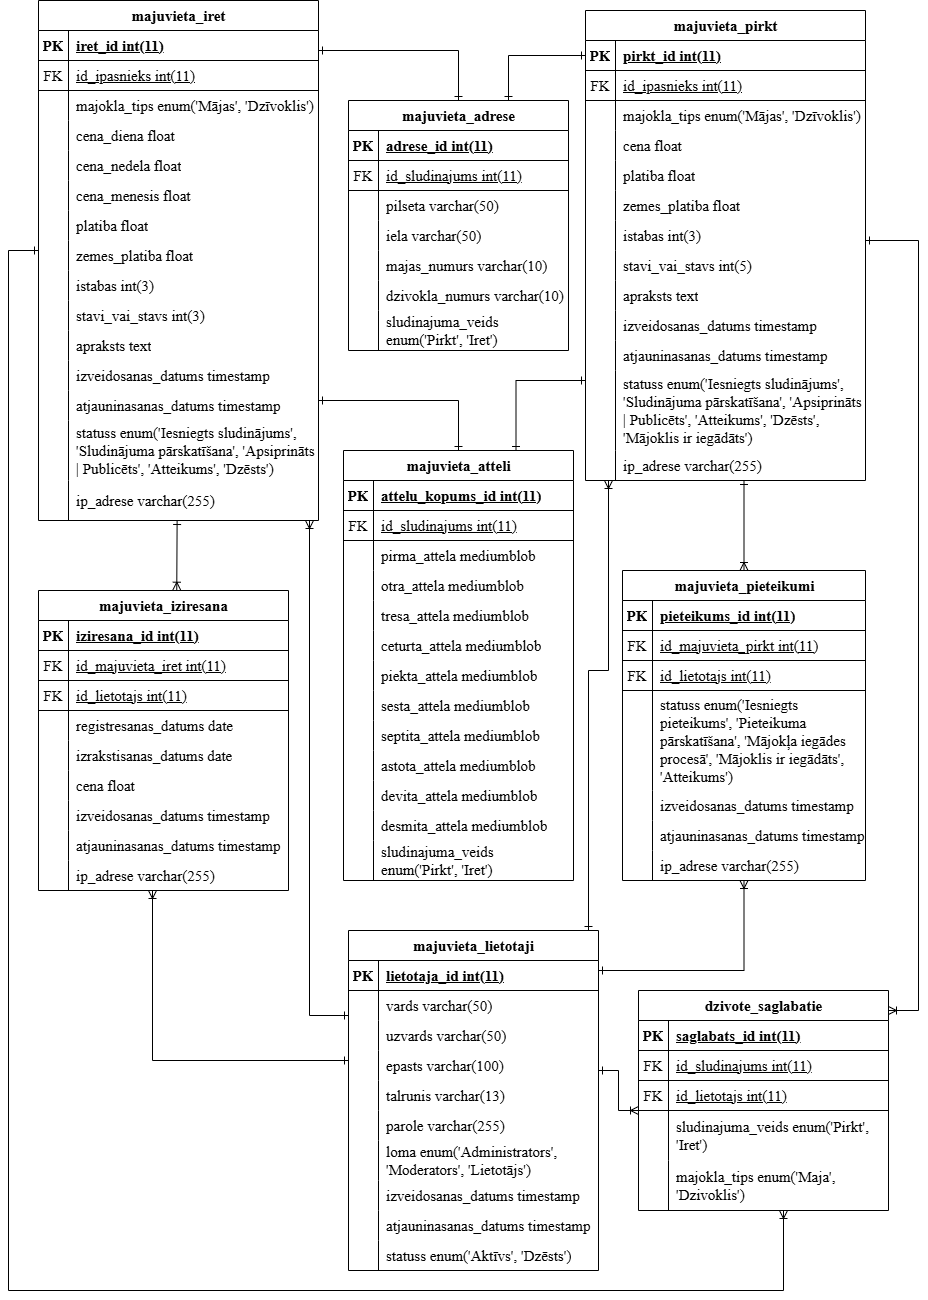 majuvieta_iret
PK iret_id int(11)
FK id_ipasnieks int(11)
majokla_tips enum('Mājas', 'Dzīvoklis')
cena_diena float
cena_nedela float
cena_menesis float
platiba float
zemes_platiba float
istabas int(3)
stavi_vai_stavs int(3)
apraksts text
izveidosanas_datums timestamp
atjauninasanas_datums timestamp
statuss enum('Iesniegts sludinājums',
'Sludinājuma pārskatīšana', 'Apsiprināts
| Publicēts', 'Atteikums', 'Dzēsts')
ip_adrese varchar(255)
majuvieta_adrese
PK adrese_id int(11)
FK id_sludinajums int(11)
pilseta varchar(50)
iela varchar(50)
majas_numurs varchar(10)
dzivokla_numurs varchar(10)
sludinajuma_veids
enum('Pirkt', 'Iret')
majuvieta_pirkt
PK pirkt_id int(11)
FK id_ipasnieks int(11)
majokla_tips enum('Mājas', 'Dzīvoklis')
cena float
platiba float
zemes_platiba float
istabas int(3)
stavi_vai_stavs int(5)
apraksts text
izveidosanas_datums timestamp
atjauninasanas_datums timestamp
statuss enum('Iesniegts sludinājums',
'Sludinājuma pārskatīšana', 'Apsiprināts
| Publicēts', 'Atteikums', 'Dzēsts',
'Mājoklis ir iegādāts')
ip_adrese varchar(255)
majuvieta_atteli
PK attelu_kopums_id int(11)
FK id_sludinajums int(11)
pirma_attela mediumblob
otra_attela mediumblob
tresa_attela mediumblob
ceturta_attela mediumblob
piekta_attela mediumblob
sesta_attela mediumblob
septita_attela mediumblob
astota_attela mediumblob
devita_attela mediumblob
desmita_attela mediumblob
sludinajuma_veids
enum('Pirkt', 'Iret')
majuvieta_iziresana
PK iziresana_id int(11)
FK id_majuvieta_iret int(11)
FK id_lietotajs int(11)
registresanas_datums date
izrakstisanas_datums date
cena float
izveidosanas_datums timestamp
atjauninasanas_datums timestamp
ip_adrese varchar(255)
majuvieta_pieteikumi
PK pieteikums_id int(11)
FK id_majuvieta_pirkt int(11)
FK id_lietotajs int(11)
statuss enum('Iesniegts
pieteikums', 'Pieteikuma
pārskatīšana', 'Mājokļa iegādes
procesā', 'Mājoklis ir iegādāts',
'Atteikums')
izveidosanas_datums timestamp
atjauninasanas_datums timestamp
ip_adrese varchar(255)
majuvieta_lietotaji
PK lietotaja_id int(11)
vards varchar(50)
uzvards varchar(50)
epasts varchar(100)
talrunis varchar(13)
parole varchar(255)
loma enum('Administrators',
'Moderators', 'Lietotājs')
izveidosanas_datums timestamp
atjauninasanas_datums timestamp
statuss enum('Aktīvs', 'Dzēsts')
dzivote_saglabatie
PK saglabats_id int(11)
FK id_sludinajums int(11)
FK id_lietotajs int(11)
sludinajuma_veids enum('Pirkt',
'Iret')
majokla_tips enum('Maja',
'Dzivoklis')